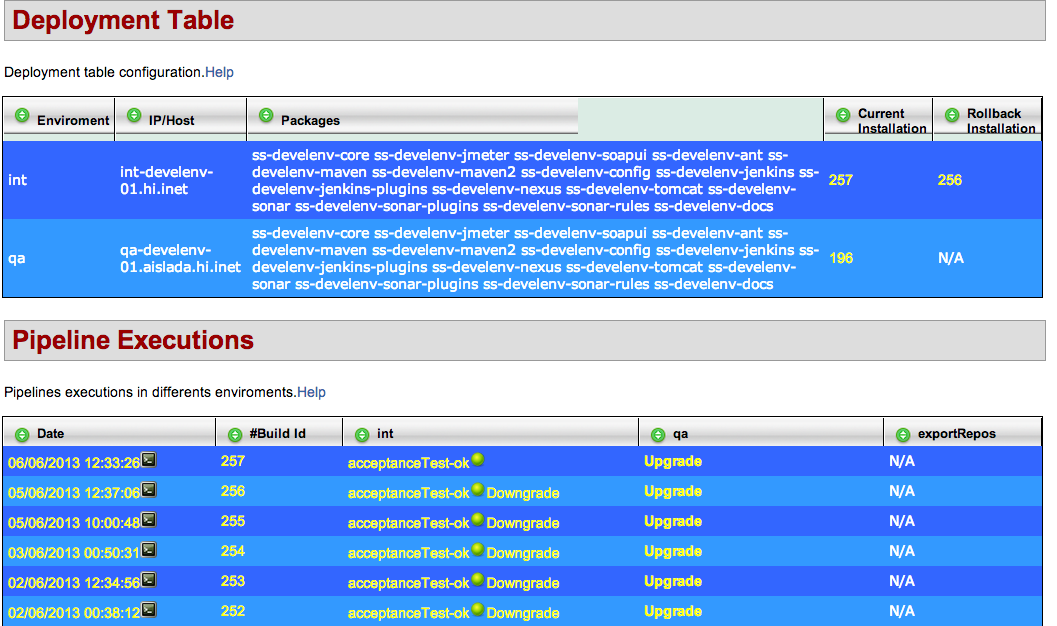 Deployment Table
Deployment table configuration.Help
Enviroment IP/Host Packages Current Installation Rollback Installation
int int-develenv-01.hi.inet ss-develenv-core ss-develenv-jmeter ss-develenv-soapui ss-develenv-ant ss-
develenv-maven ss-develenv-maven2 ss-develenv-config ss-develenv-jenkins ss-
develenv-jenkins-plugins ss-develenv-nexus ss-develenv-tomcat ss-develenv-
sonar ss-develenv-sonar-plugins ss-develenv-sonar-rules ss-develenv-docs 257 256
qa qa-develenv-01.aislada.hi.inet ss-develenv-core ss-develenv-jmeter ss-develenv-soapui ss-develenv-ant ss-
develenv-maven ss-develenv-maven2 ss-develenv-config ss-develenv-jenkins ss-
develenv-jenkins-plugins ss-develenv-nexus ss-develenv-tomcat ss-develenv-
sonar ss-develenv-sonar-plugins ss-develenv-sonar-rules ss-develenv-docs 196 N/A
Pipeline Executions
Pipelines executions in differents enviroments.Help
Date #Build Id int qa exportRepos
06/06/2013 12:33:26 257 acceptanceTest-ok Upgrade N/A
05/06/2013 12:37:06 256 acceptanceTest-ok Downgrade Upgrade N/A
05/06/2013 10:00:48 255 acceptanceTest-ok Downgrade Upgrade N/A
03/06/2013 00:50:31 254 acceptanceTest-ok Downgrade Upgrade N/A
02/06/2013 12:34:56 253 acceptanceTest-ok Downgrade Upgrade N/A
02/06/2013 00:38:12 252 acceptanceTest-ok Downgrade Upgrade N/A